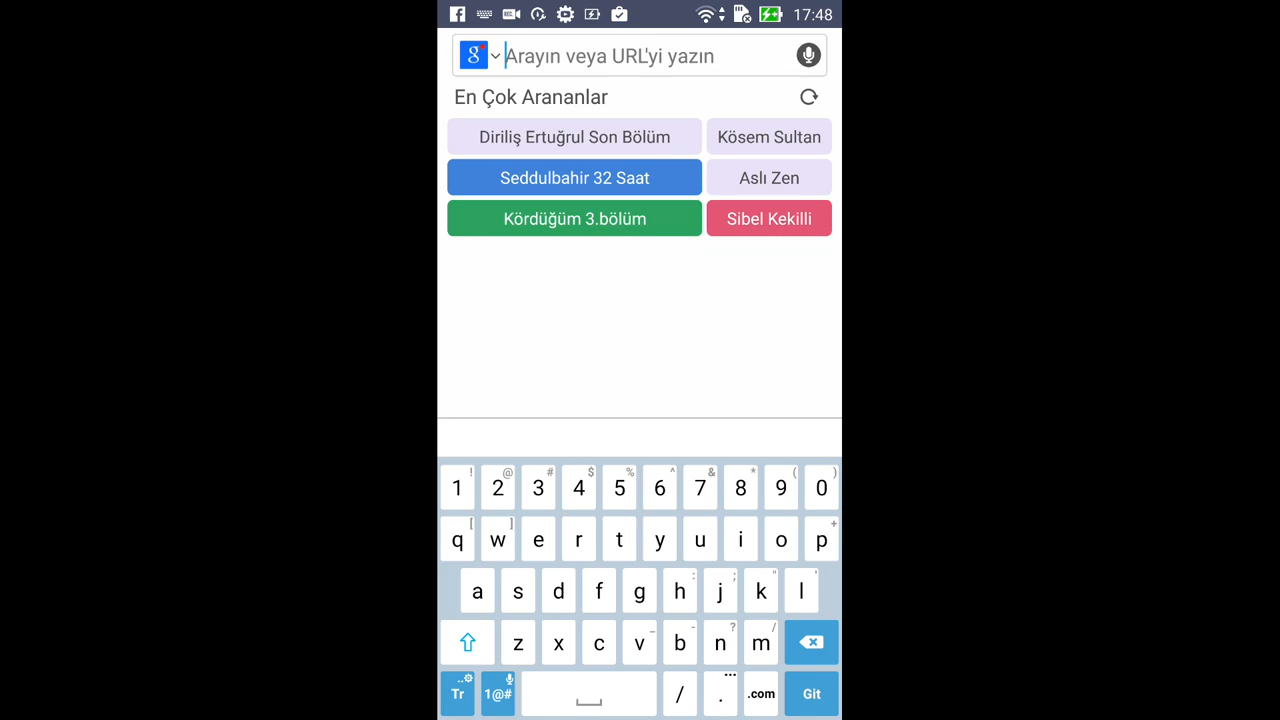 REC 17:48
g Arayın veya URL'yi yazın
En Çok Arananlar
Diriliş Ertuğrul Son Bölüm Kösem Sultan
Seddulbahir 32 Saat Aslı Zen
Kördüğüm 3.bölüm Sibel Kekilli
! @ # $ % ^ & * ( )
1 2 3 4 5 6 7 8 9 0
[ ] +
q w e r t y u i o p
: ; " '
a s d f g h j k l
_ - ? /
z x c v b n m
Tr 1@# / . .com Git